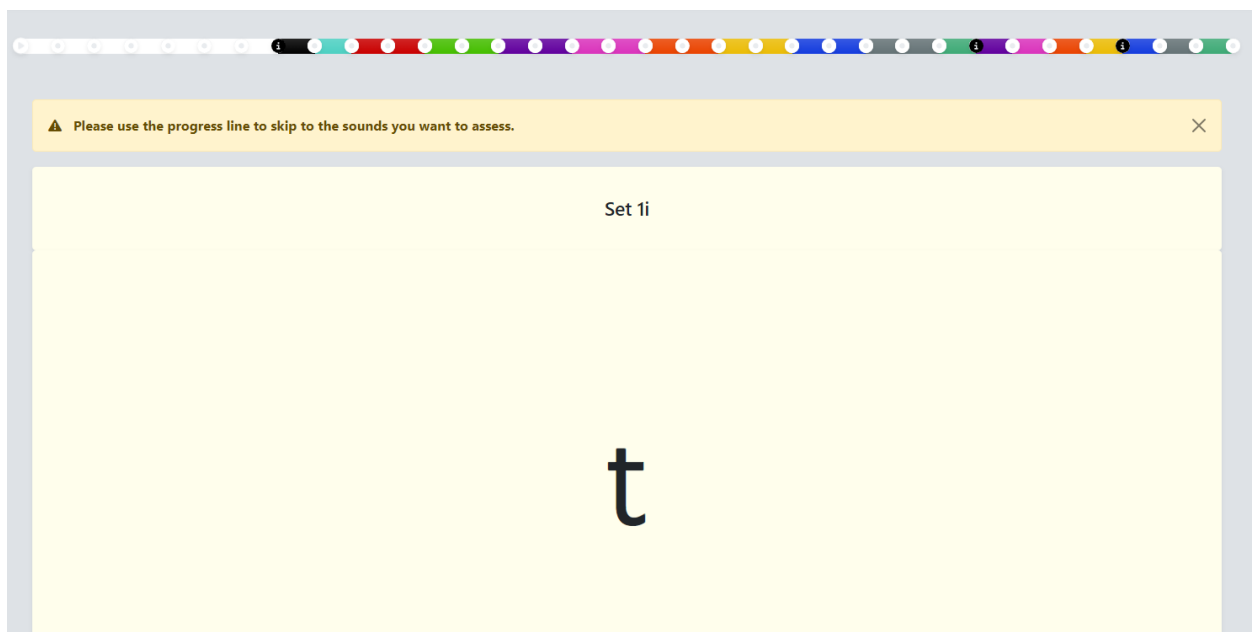 Please use the progress line to skip to the sounds you want to assess.
Set 1i
t